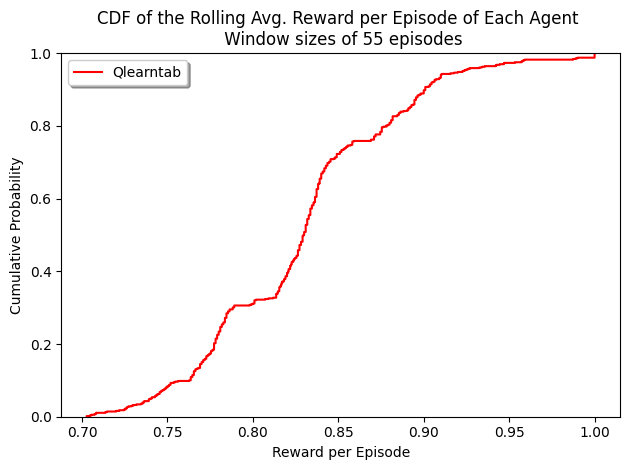 CDF of the Rolling Avg. Reward per Episode of Each Agent
Window sizes of 55 episodes
Qlearntab
Cumulative Probability
1.0
0.8
0.6
0.4
0.2
0.0
0.70 0.75 0.80 0.85 0.90 0.95 1.00
Reward per Episode